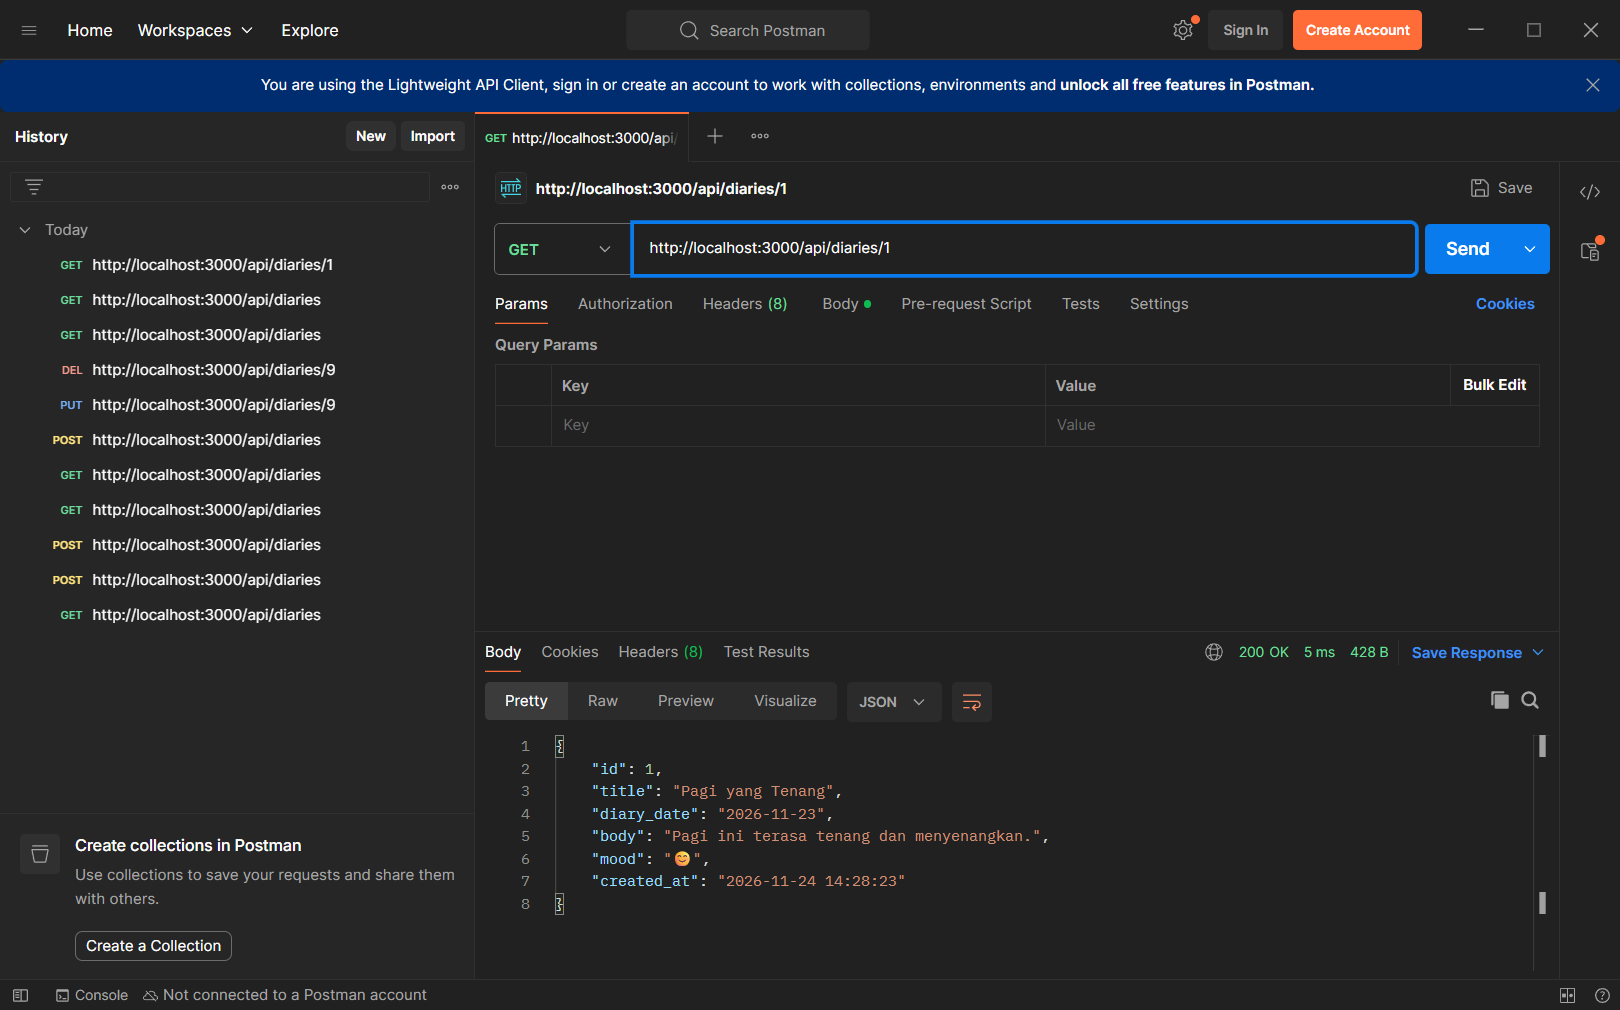 Home Workspaces Explore Search Postman Sign In Create Account
You are using the Lightweight API Client, sign in or create an account to work with collections, environments and unlock all free features in Postman.
History New Import
Today
GET http://localhost:3000/api/diaries/1
GET http://localhost:3000/api/diaries
GET http://localhost:3000/api/diaries
DEL http://localhost:3000/api/diaries/9
PUT http://localhost:3000/api/diaries/9
POST http://localhost:3000/api/diaries
GET http://localhost:3000/api/diaries
GET http://localhost:3000/api/diaries
POST http://localhost:3000/api/diaries
POST http://localhost:3000/api/diaries
GET http://localhost:3000/api/diaries
Create collections in Postman
Use collections to save your requests and share them
with others.
Create a Collection
GET http://localhost:3000/api/
HTTP http://localhost:3000/api/diaries/1 Save
GET http://localhost:3000/api/diaries/1 Send
Params Authorization Headers (8) Body Pre-request Script Tests Settings Cookies
Query Params
Key Value Bulk Edit
Key Value
Body Cookies Headers (8) Test Results 200 OK 5 ms 428 B Save Response
Pretty Raw Preview Visualize JSON
1 {
2 "id": 1,
3 "title": "Pagi yang Tenang",
4 "diary_date": "2026-11-23",
5 "body": "Pagi ini terasa tenang dan menyenangkan.",
6 "mood": "😊",
7 "created_at": "2026-11-24 14:28:23"
8 }
Console Not connected to a Postman account